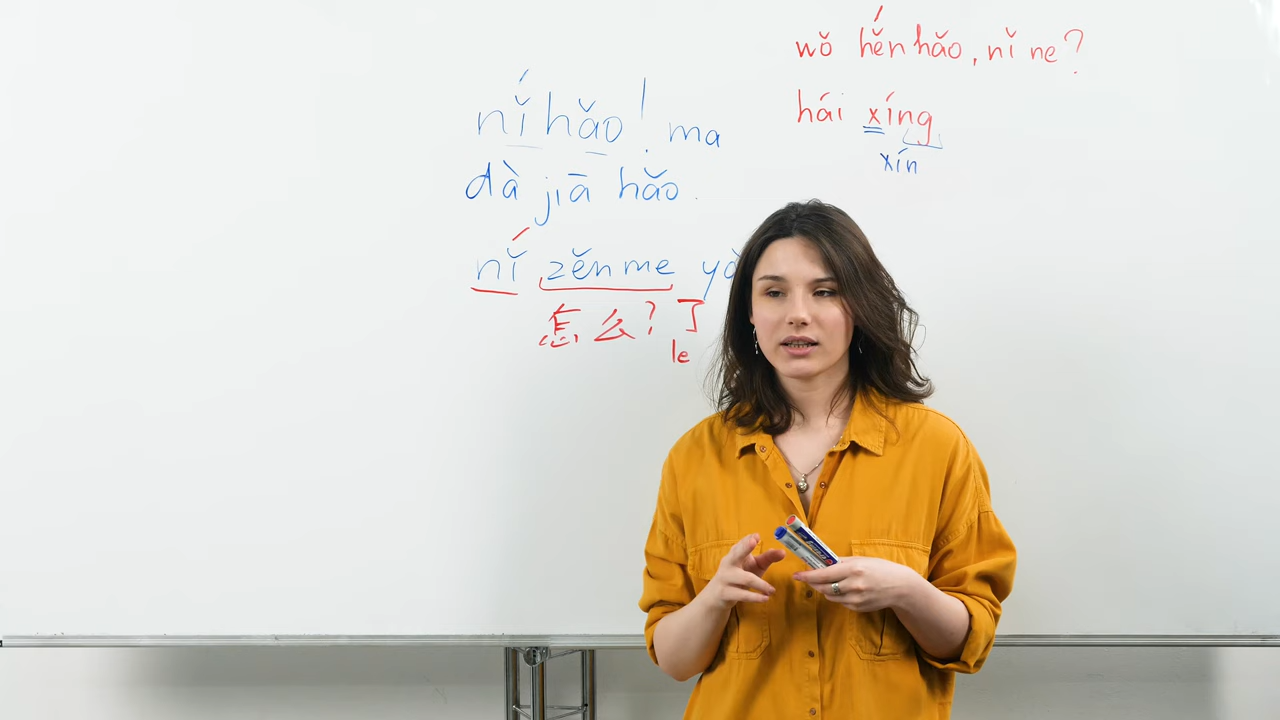 nǐ hǎo! ma
dà jiā hǎo.
nǐ zěnme
怎么? 了
le
wǒ hěn hǎo, nǐ ne?
hái xíng
xín